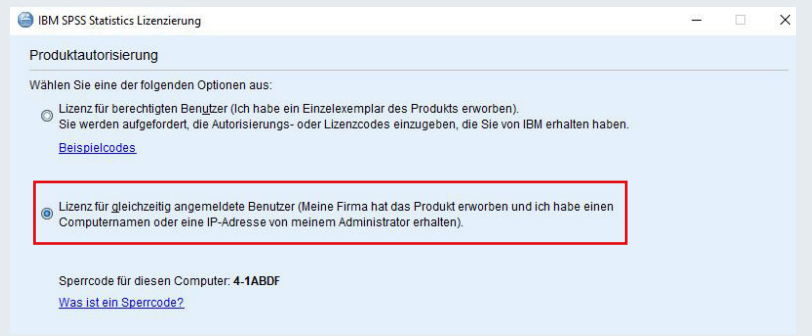 IBM SPSS Statistics Lizenzierung
Produktautorisierung
Wählen Sie eine der folgenden Optionen aus:
Lizenz für berechtigten Benutzer (Ich habe ein Einzelexemplar des Produkts erworben).
Sie werden aufgefordert, die Autorisierungs- oder Lizenzcodes einzugeben, die Sie von IBM erhalten haben.
Beispielcodes
Lizenz für gleichzeitig angemeldete Benutzer (Meine Firma hat das Produkt erworben und ich habe einen
Computernamen oder eine IP-Adresse von meinem Administrator erhalten).
Sperrcode für diesen Computer: 4-1ABDF
Was ist ein Sperrcode?